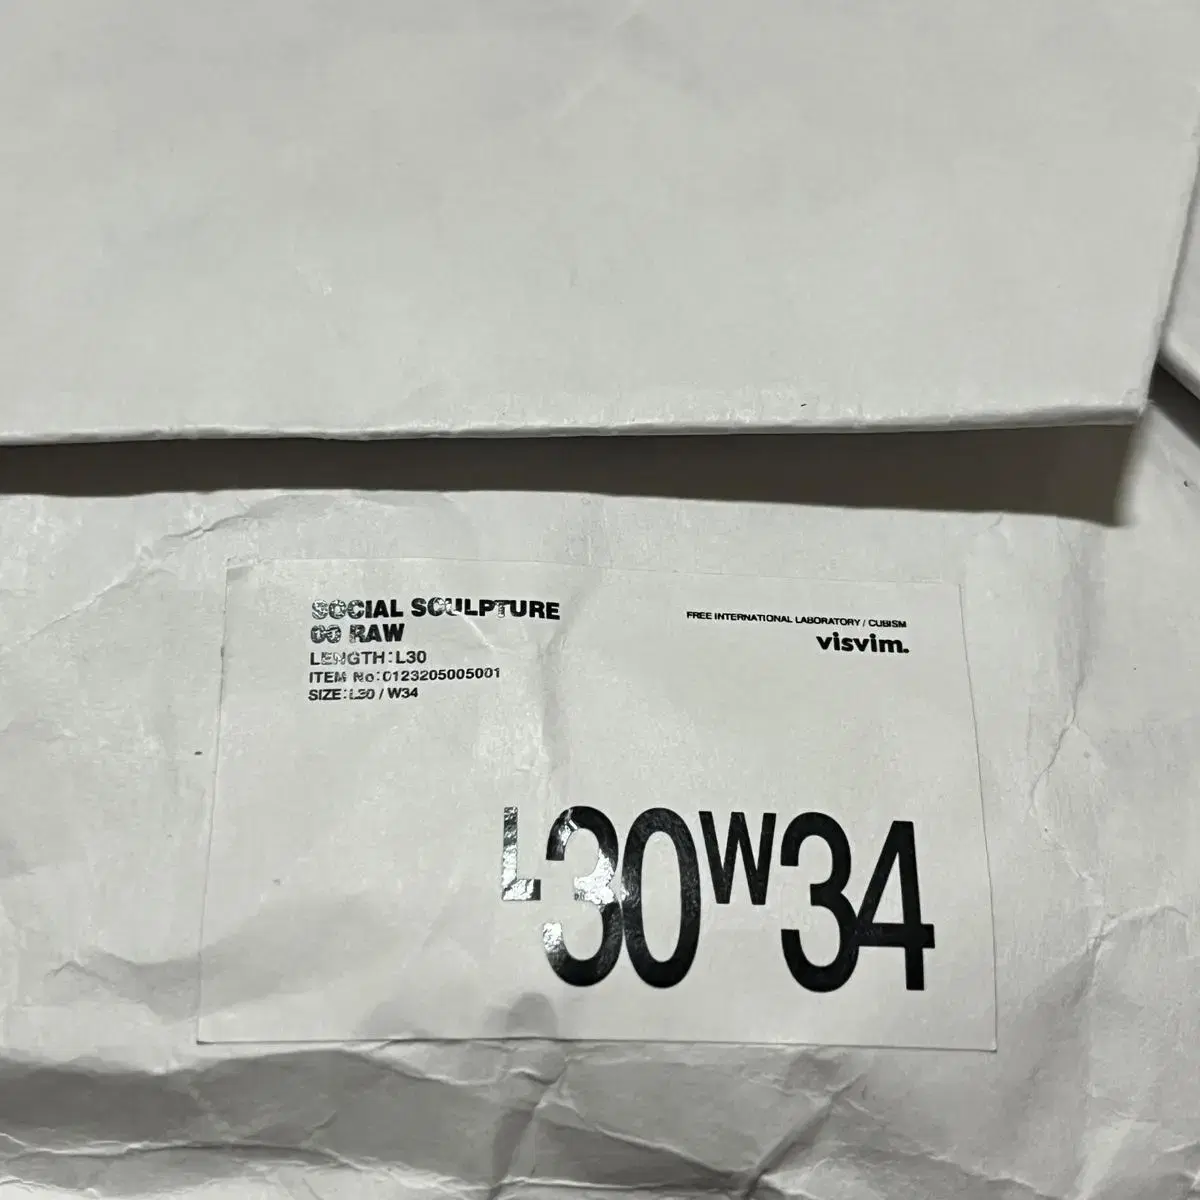 SOCIAL SCULPTURE
00 RAW
LENGTH:L30
ITEM No:0123205005001
SIZE:L30 / W34
FREE INTERNATIONAL LABORATORY / CUBISM
visvim.
L30W34